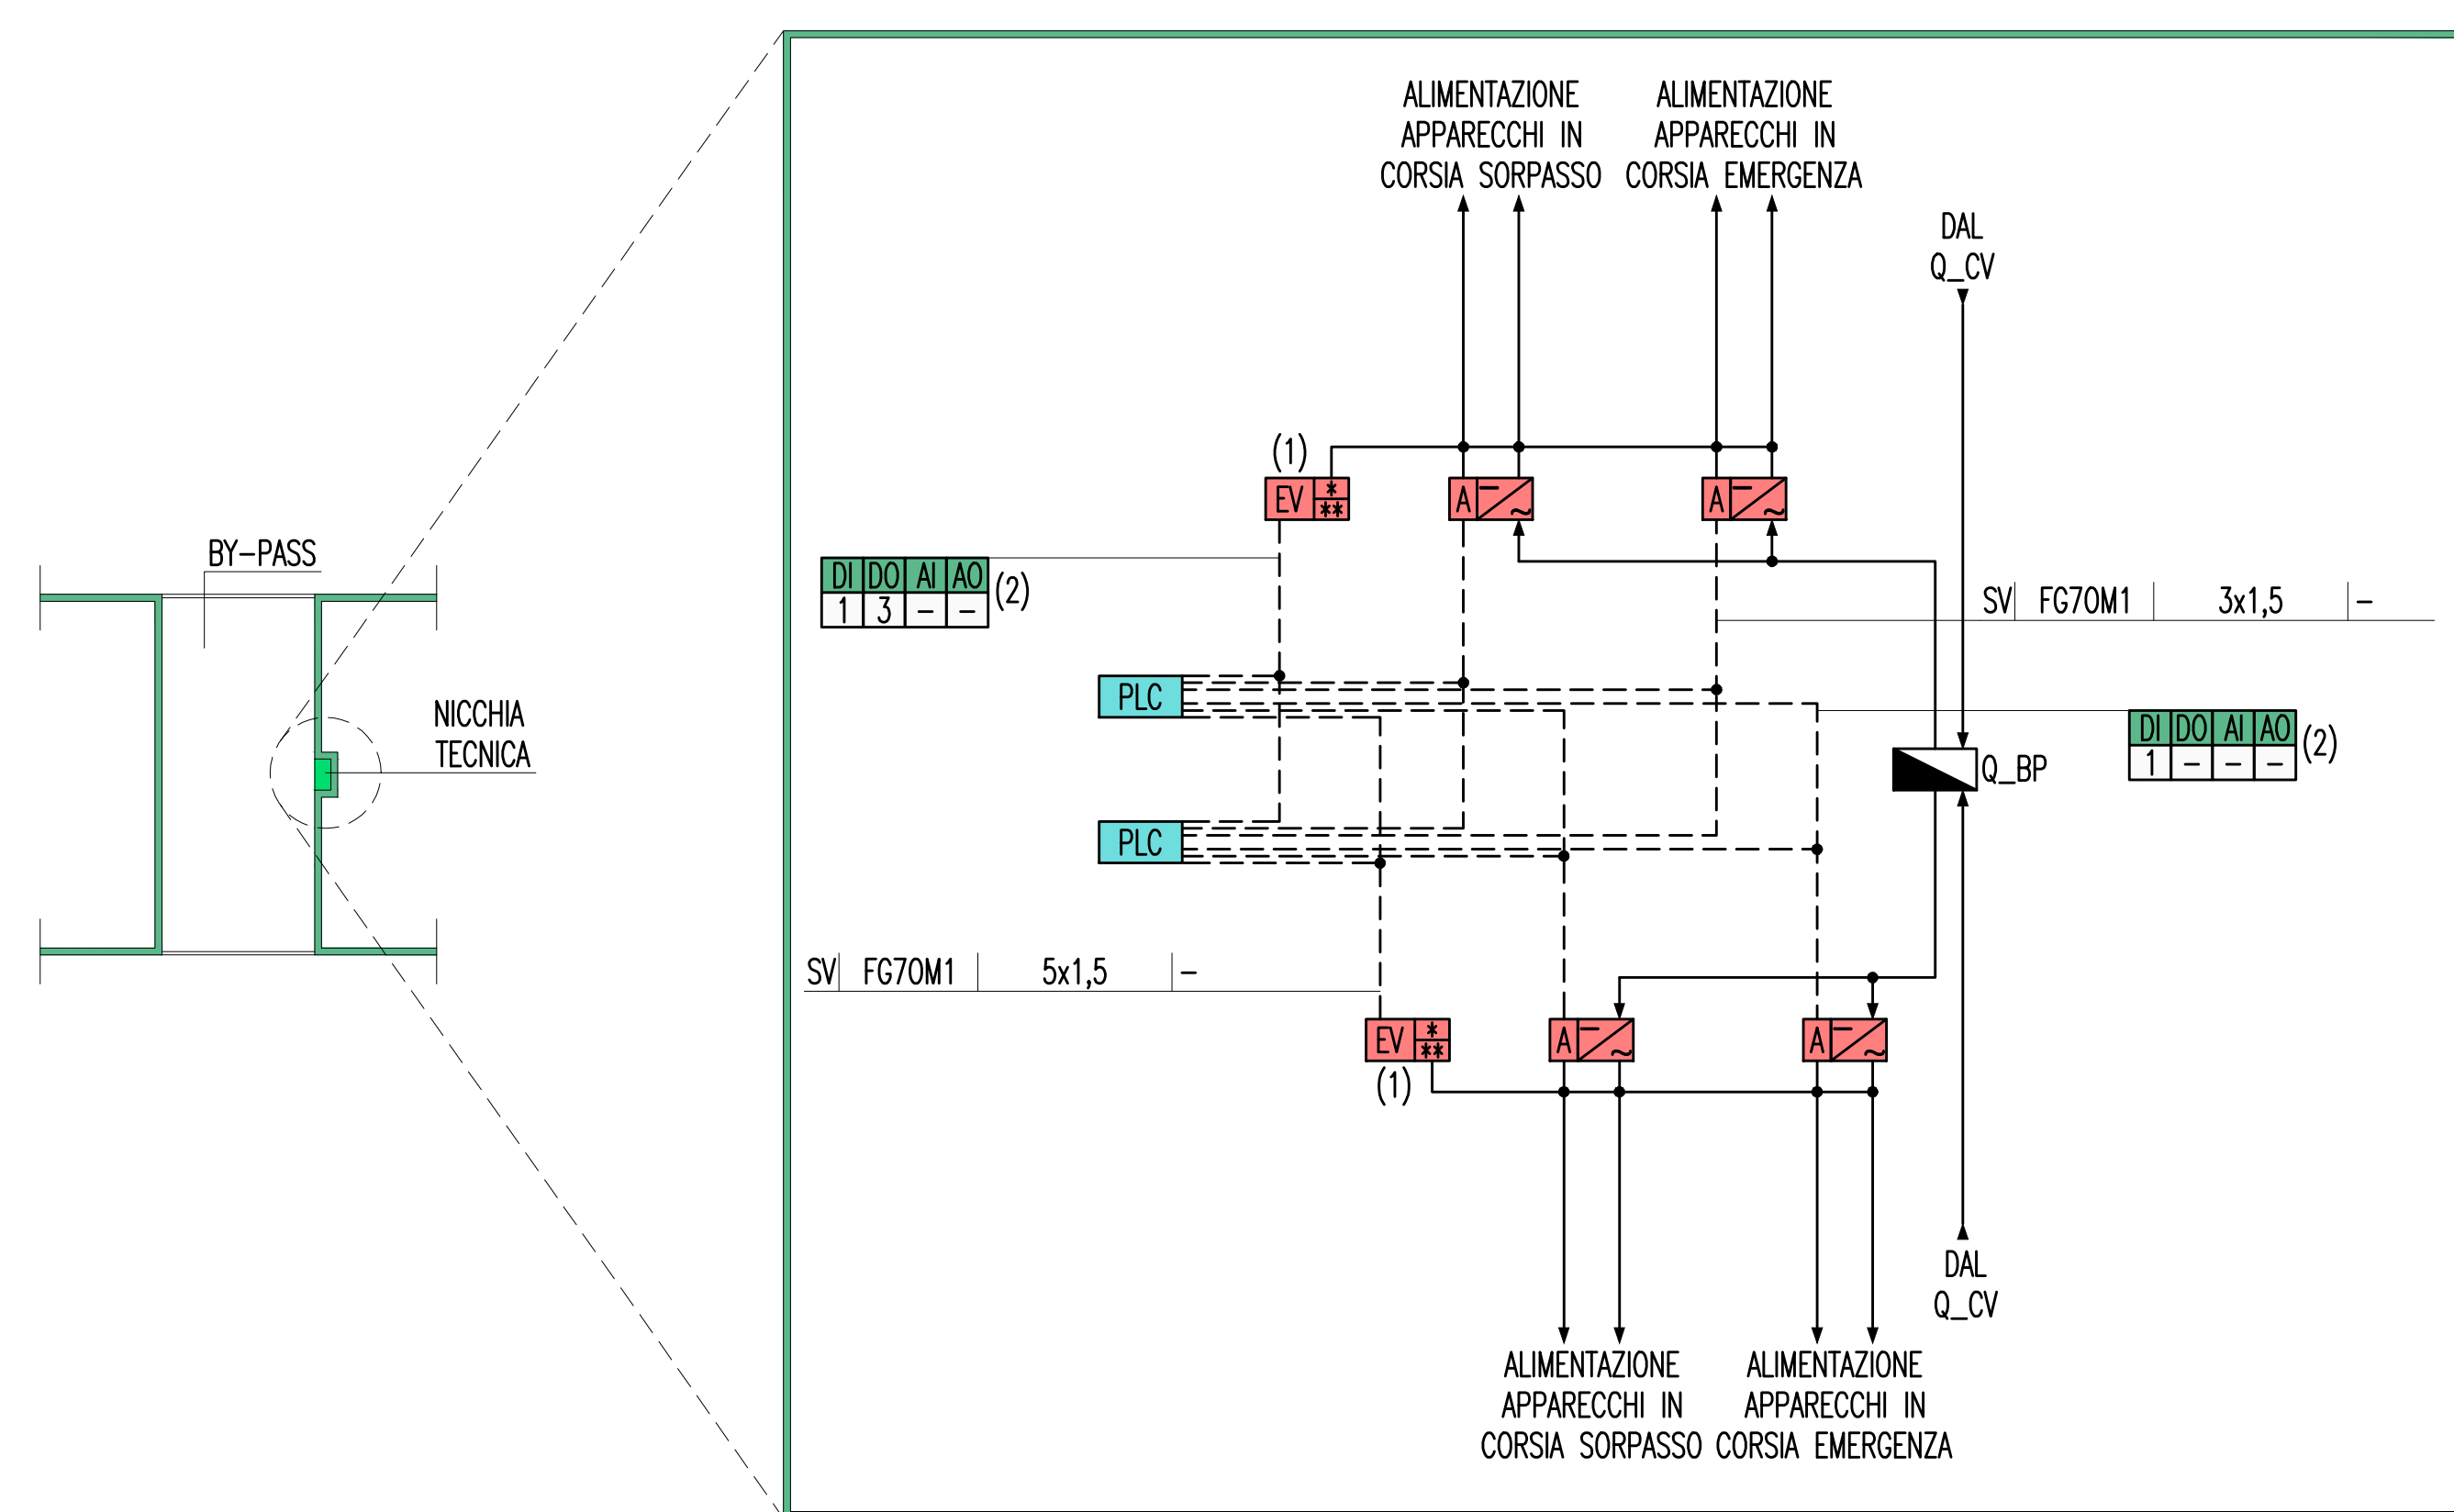 ALIMENTAZIONE
APPARECCHI IN
CORSIA SORPASSO
ALIMENTAZIONE
APPARECCHI IN
CORSIA EMERGENZA
DAL
Q_CV
(1)
EV * **
A – ~
A – ~
BY-PASS
DI DO AI AO
1 3 – –
(2)
SV FG7OM1 3x1,5 –
NICCHIA
TECNICA
PLC
DI DO AI AO
1 – – –
(2)
Q_BP
PLC
SV FG7OM1 5x1,5 –
EV * **
(1)
A – ~
A – ~
DAL
Q_CV
ALIMENTAZIONE
APPARECCHI IN
CORSIA SORPASSO
ALIMENTAZIONE
APPARECCHI IN
CORSIA EMERGENZA